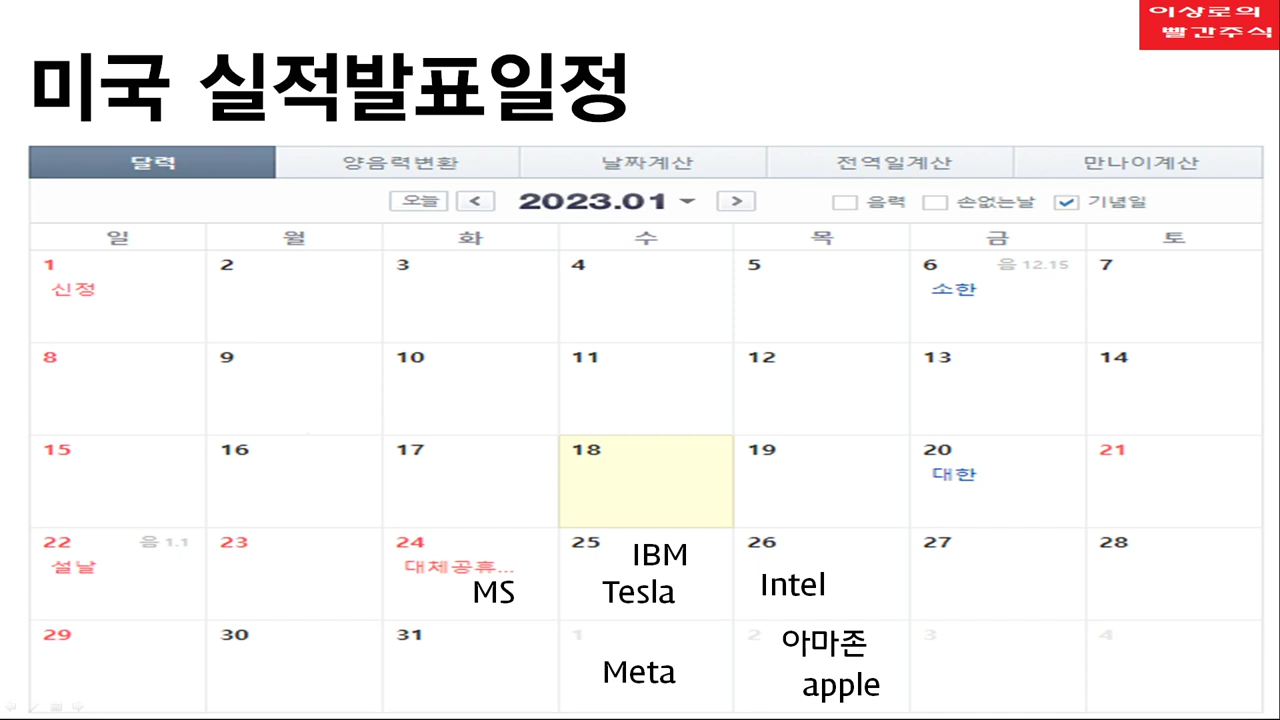 이상로의
빨간주식
미국 실적발표일정
달력 양음력변환 날짜계산 전역일계산 만나이계산
오늘 < 2023.01 > 음력 손없는날 기념일
일 월 화 수 목 금 토
1 2 3 4 5 6 음 12.15 7
신정 소한
8 9 10 11 12 13 14
15 16 17 18 19 20 21
대한
22 음 1.1 23 24 25 26 27 28
설날 대체공휴... IBM
MS Tesla Intel
29 30 31 1 2 3 4
Meta 아마존
apple